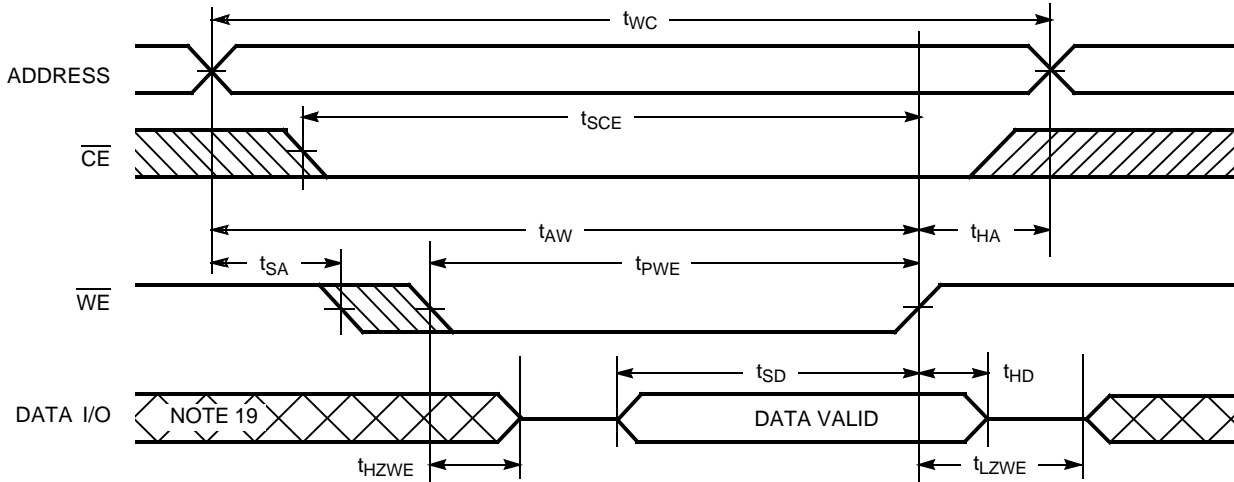 tWC
ADDRESS
tSCE
CE
tAW
tHA
tSA
tPWE
WE
tSD
tHD
DATA I/O
NOTE 19
DATA VALID
tHZWE
tLZWE